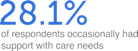 28.1%
of respondents occasionally had
support with care needs